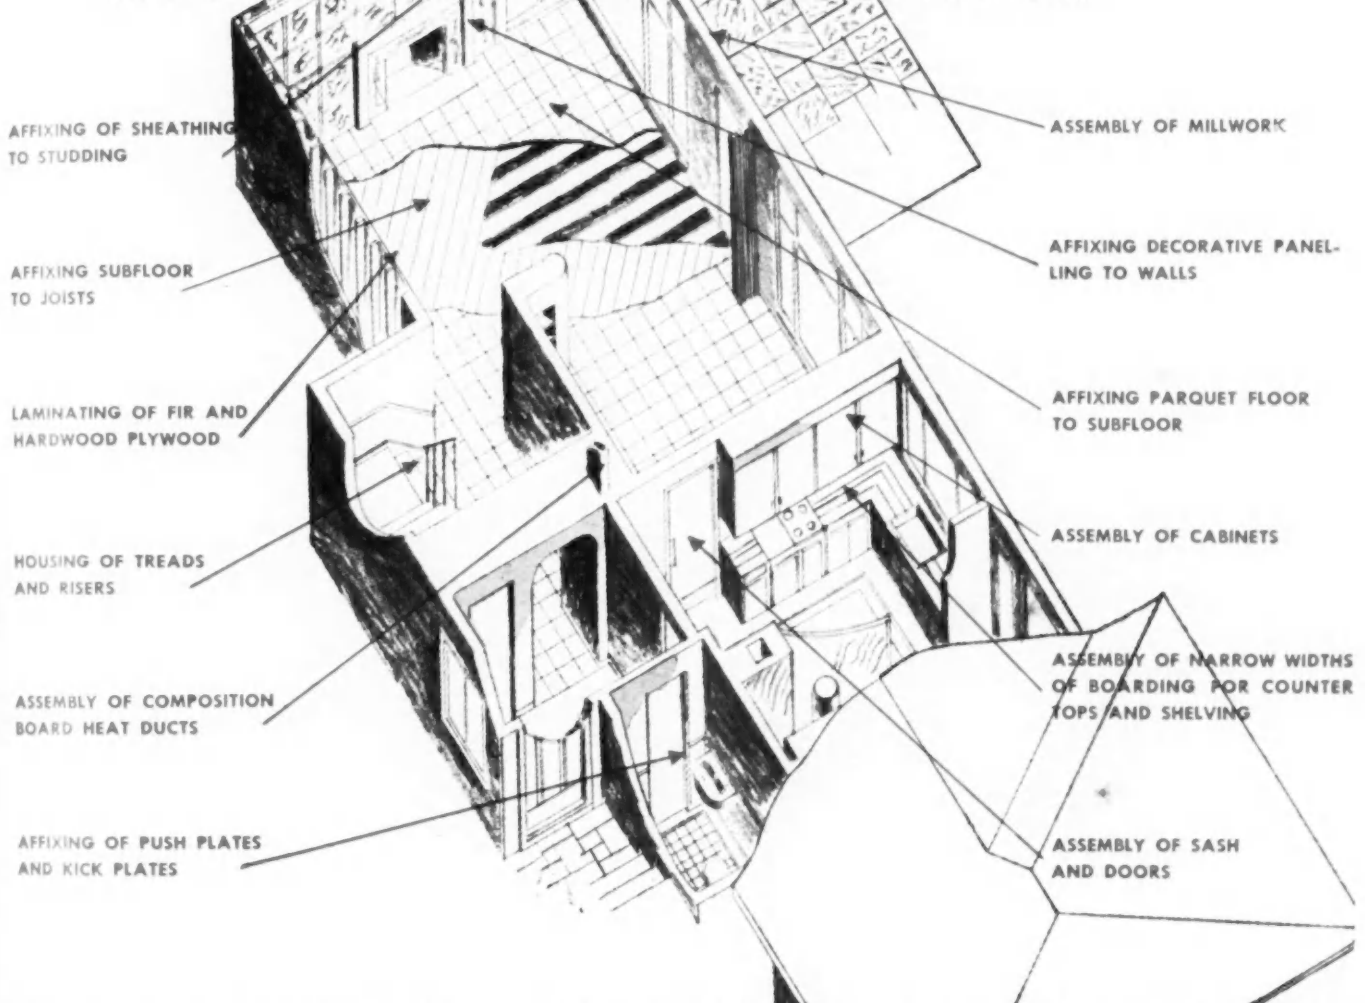 AFFIXING OF SHEATHING
TO STUDDING
AFFIXING SUBFLOOR
TO JOISTS
LAMINATING OF FIR AND
HARDWOOD PLYWOOD
HOUSING OF TREADS
AND RISERS
ASSEMBLY OF COMPOSITION
BOARD HEAT DUCTS
AFFIXING OF PUSH PLATES
AND KICK PLATES
ASSEMBLY OF MILLWORK
AFFIXING DECORATIVE PANEL-
LING TO WALLS
AFFIXING PARQUET FLOOR
TO SUBFLOOR
ASSEMBLY OF CABINETS
ASSEMBLY OF NARROW WIDTHS
OF BOARDING FOR COUNTER
TOPS AND SHELVING
ASSEMBLY OF SASH
AND DOORS